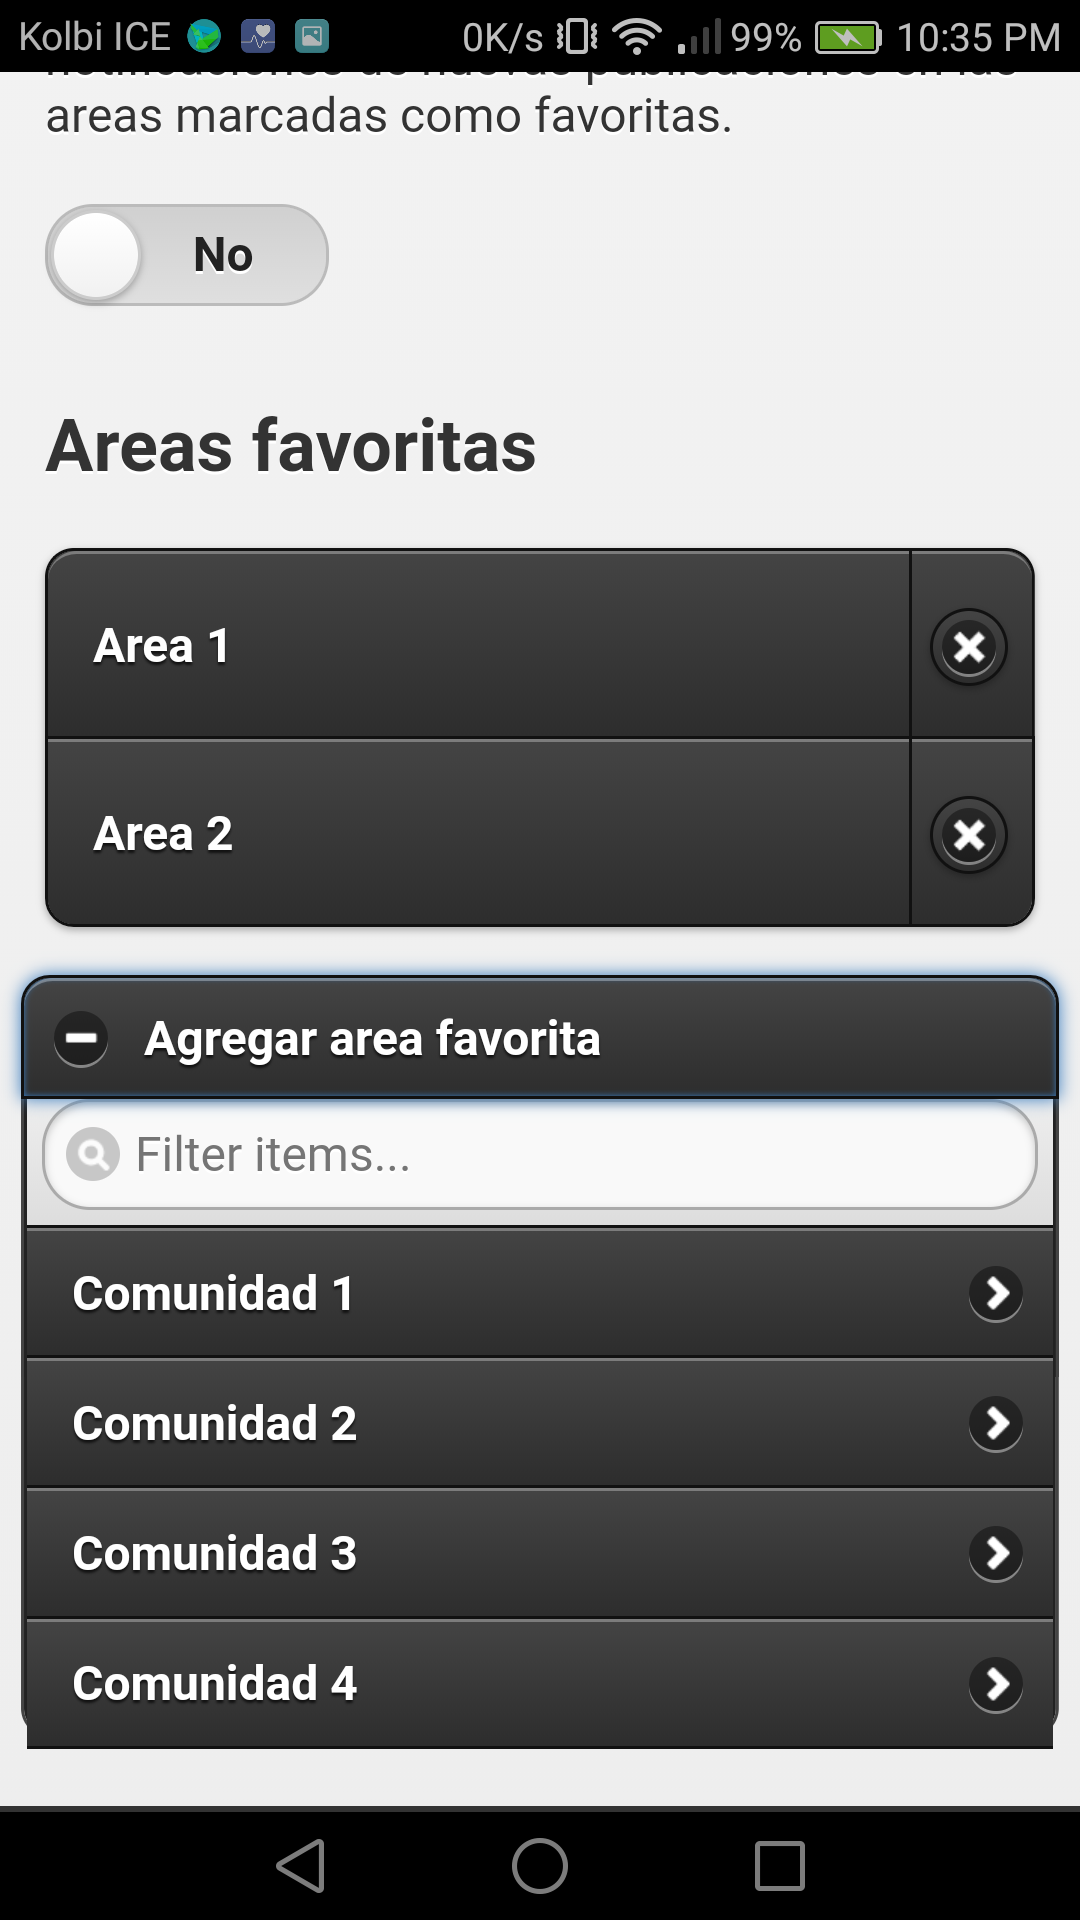 Kolbi ICE 0K/s 99% 10:35 PM
areas marcadas como favoritas.
No
Areas favoritas
Area 1
Area 2
Agregar area favorita
Filter items...
Comunidad 1
Comunidad 2
Comunidad 3
Comunidad 4